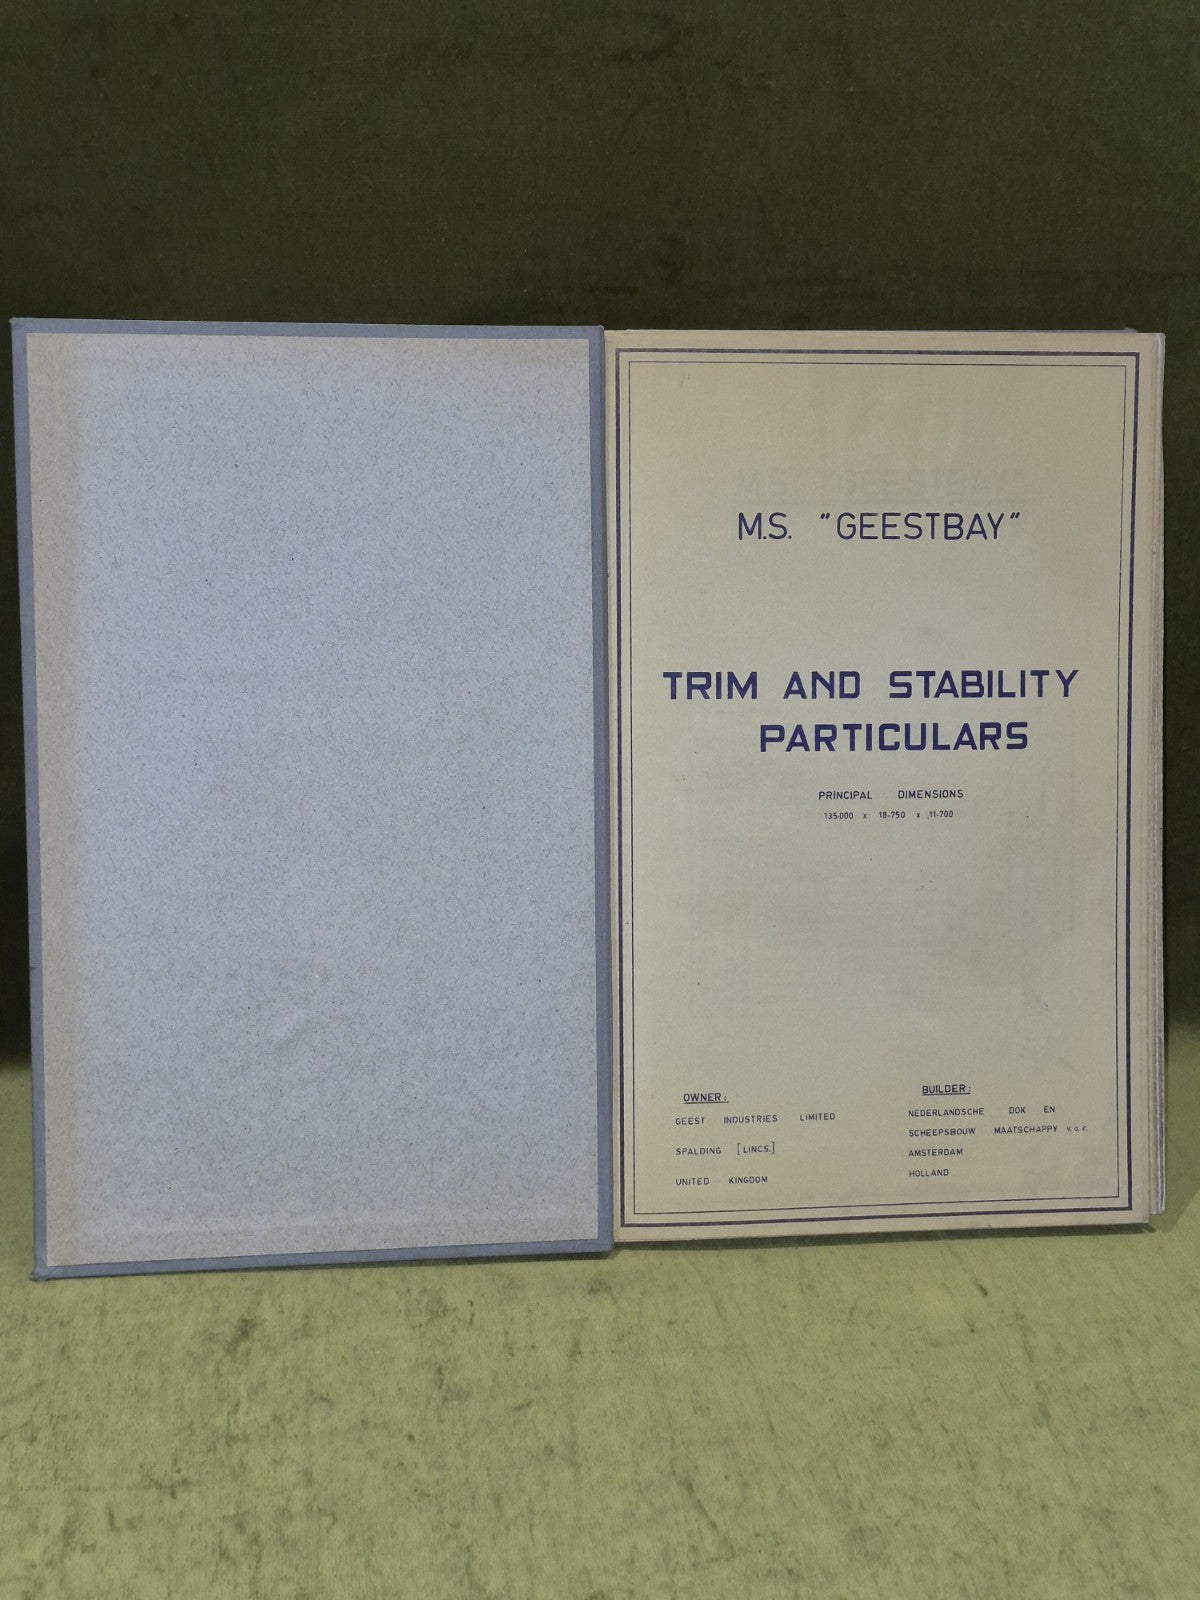 M.S. "GEESTBAY"
TRIM AND STABILITY
PARTICULARS
PRINCIPAL DIMENSIONS
135·000 x 18·750 x 11·700
OWNER:
GEEST INDUSTRIES LIMITED
SPALDING [LINCS.]
UNITED KINGDOM
BUILDER:
NEDERLANDSCHE DOK EN
SCHEEPSBOUW MAATSCHAPPY V.O.F.
AMSTERDAM
HOLLAND